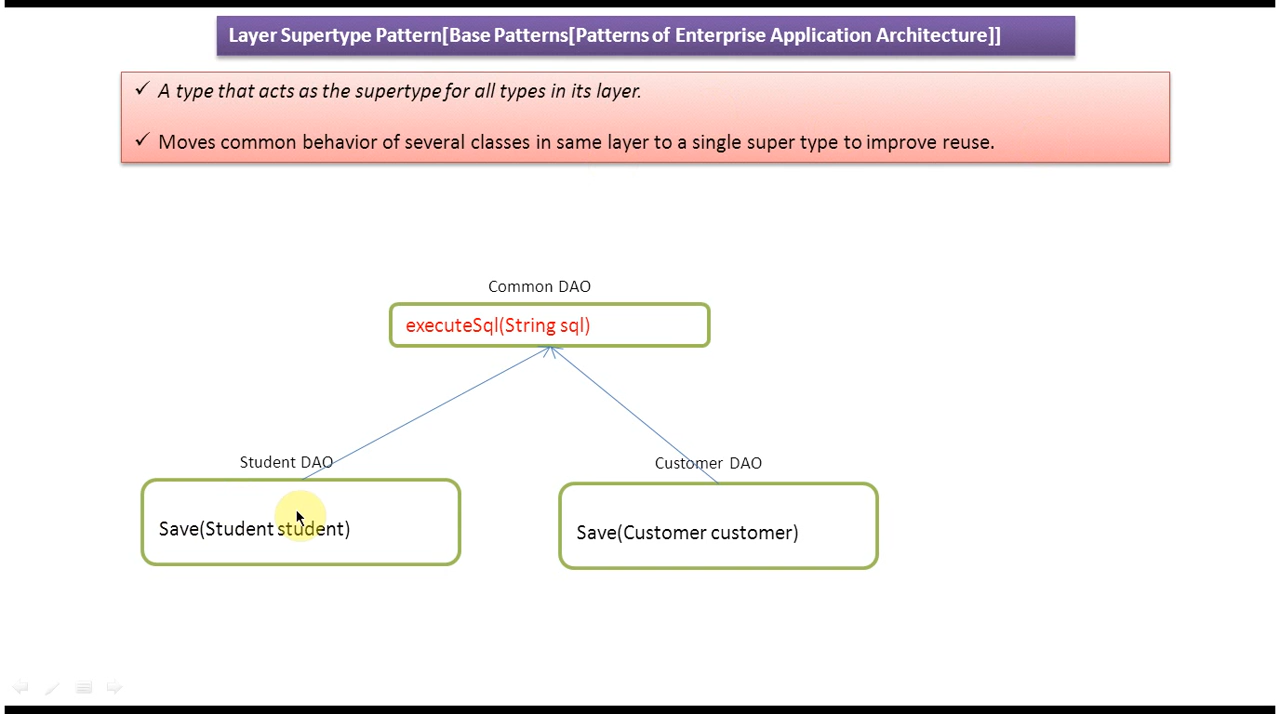 Layer Supertype Pattern[Base Patterns[Patterns of Enterprise Application Architecture]]
✓ A type that acts as the supertype for all types in its layer.
✓ Moves common behavior of several classes in same layer to a single super type to improve reuse.
Common DAO
executeSql(String sql)
Student DAO
Customer DAO
Save(Student student)
Save(Customer customer)